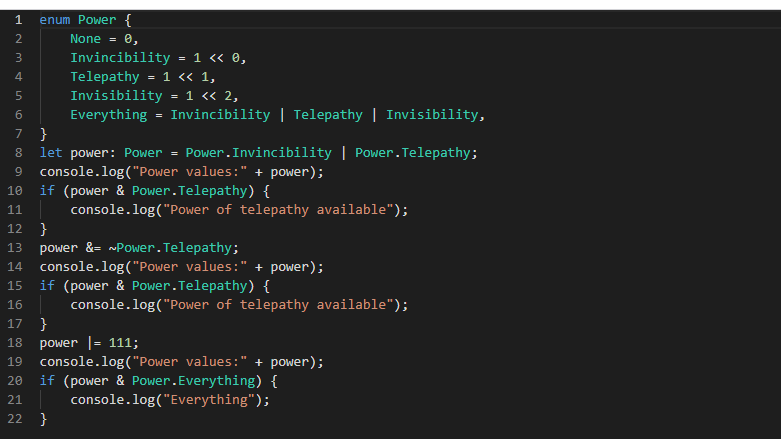 1 enum Power {
2     None = 0,
3     Invincibility = 1 << 0,
4     Telepathy = 1 << 1,
5     Invisibility = 1 << 2,
6     Everything = Invincibility | Telepathy | Invisibility,
7 }
8 let power: Power = Power.Invincibility | Power.Telepathy;
9 console.log("Power values:" + power);
10 if (power & Power.Telepathy) {
11     console.log("Power of telepathy available");
12 }
13 power &= ~Power.Telepathy;
14 console.log("Power values:" + power);
15 if (power & Power.Telepathy) {
16     console.log("Power of telepathy available");
17 }
18 power |= 111;
19 console.log("Power values:" + power);
20 if (power & Power.Everything) {
21     console.log("Everything");
22 }